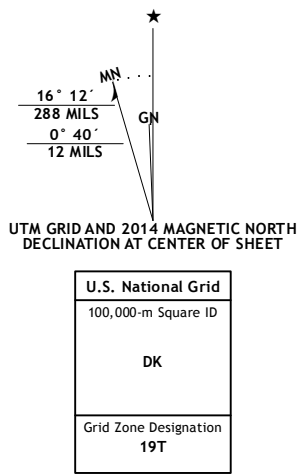 MN
16° 12´
288 MILS
GN
0° 40´
12 MILS
UTM GRID AND 2014 MAGNETIC NORTH
DECLINATION AT CENTER OF SHEET
U.S. National Grid
100,000-m Square ID
DK
Grid Zone Designation
19T